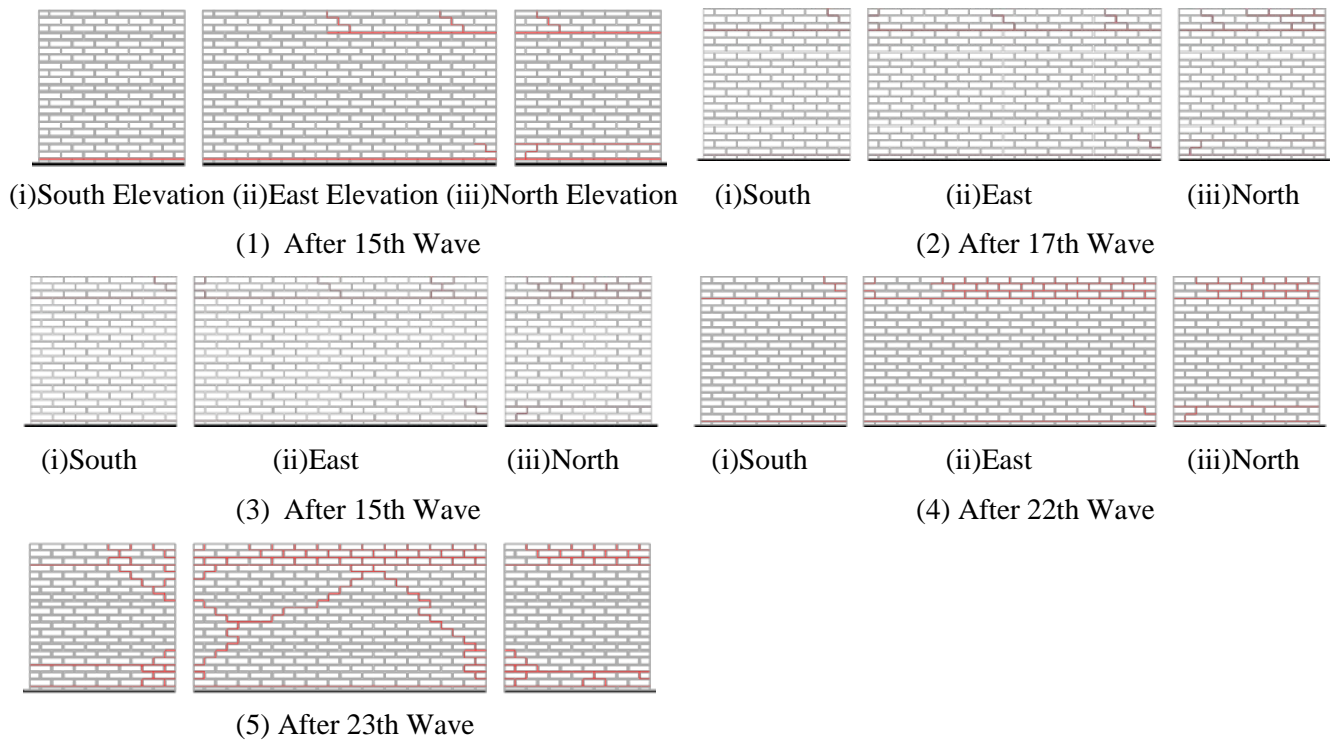 (i)South Elevation (ii)East Elevation (iii)North Elevation
(1) After 15th Wave
(i)South (ii)East (iii)North
(2) After 17th Wave
(i)South (ii)East (iii)North
(3) After 15th Wave
(i)South (ii)East (iii)North
(4) After 22th Wave
(5) After 23th Wave